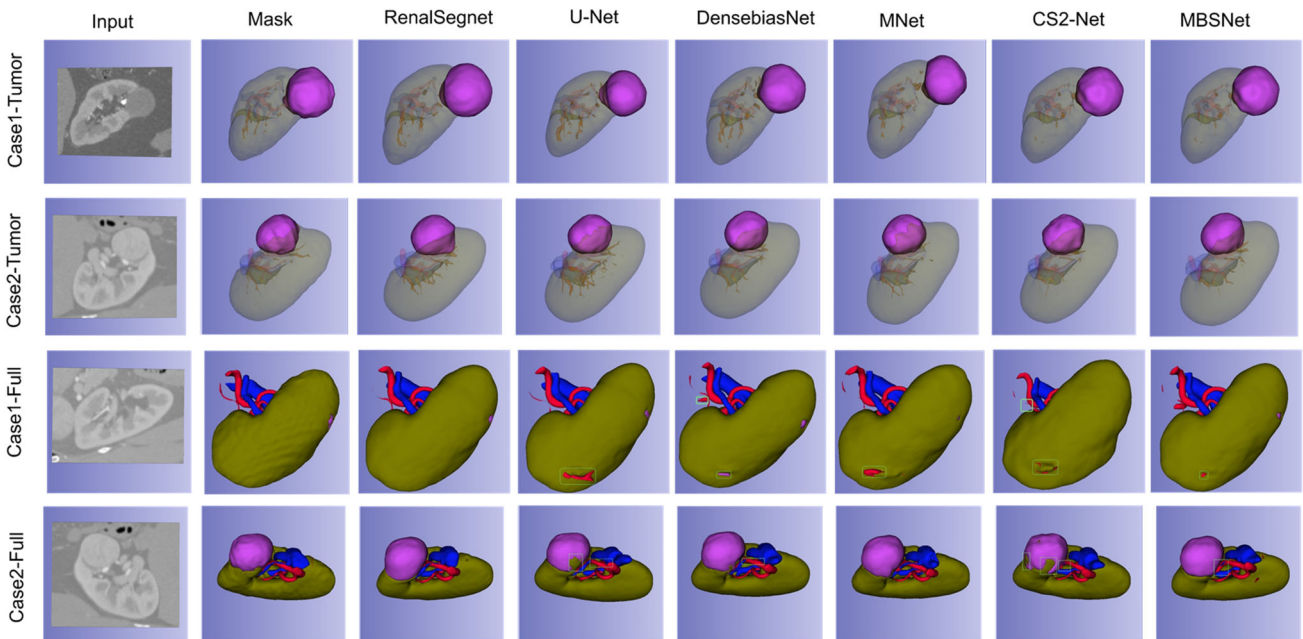 Input Mask RenalSegnet U-Net DensebiasNet MNet CS2-Net MBSNet
Case1-Tumor
Case2-Tumor
Case1-Full
Case2-Full